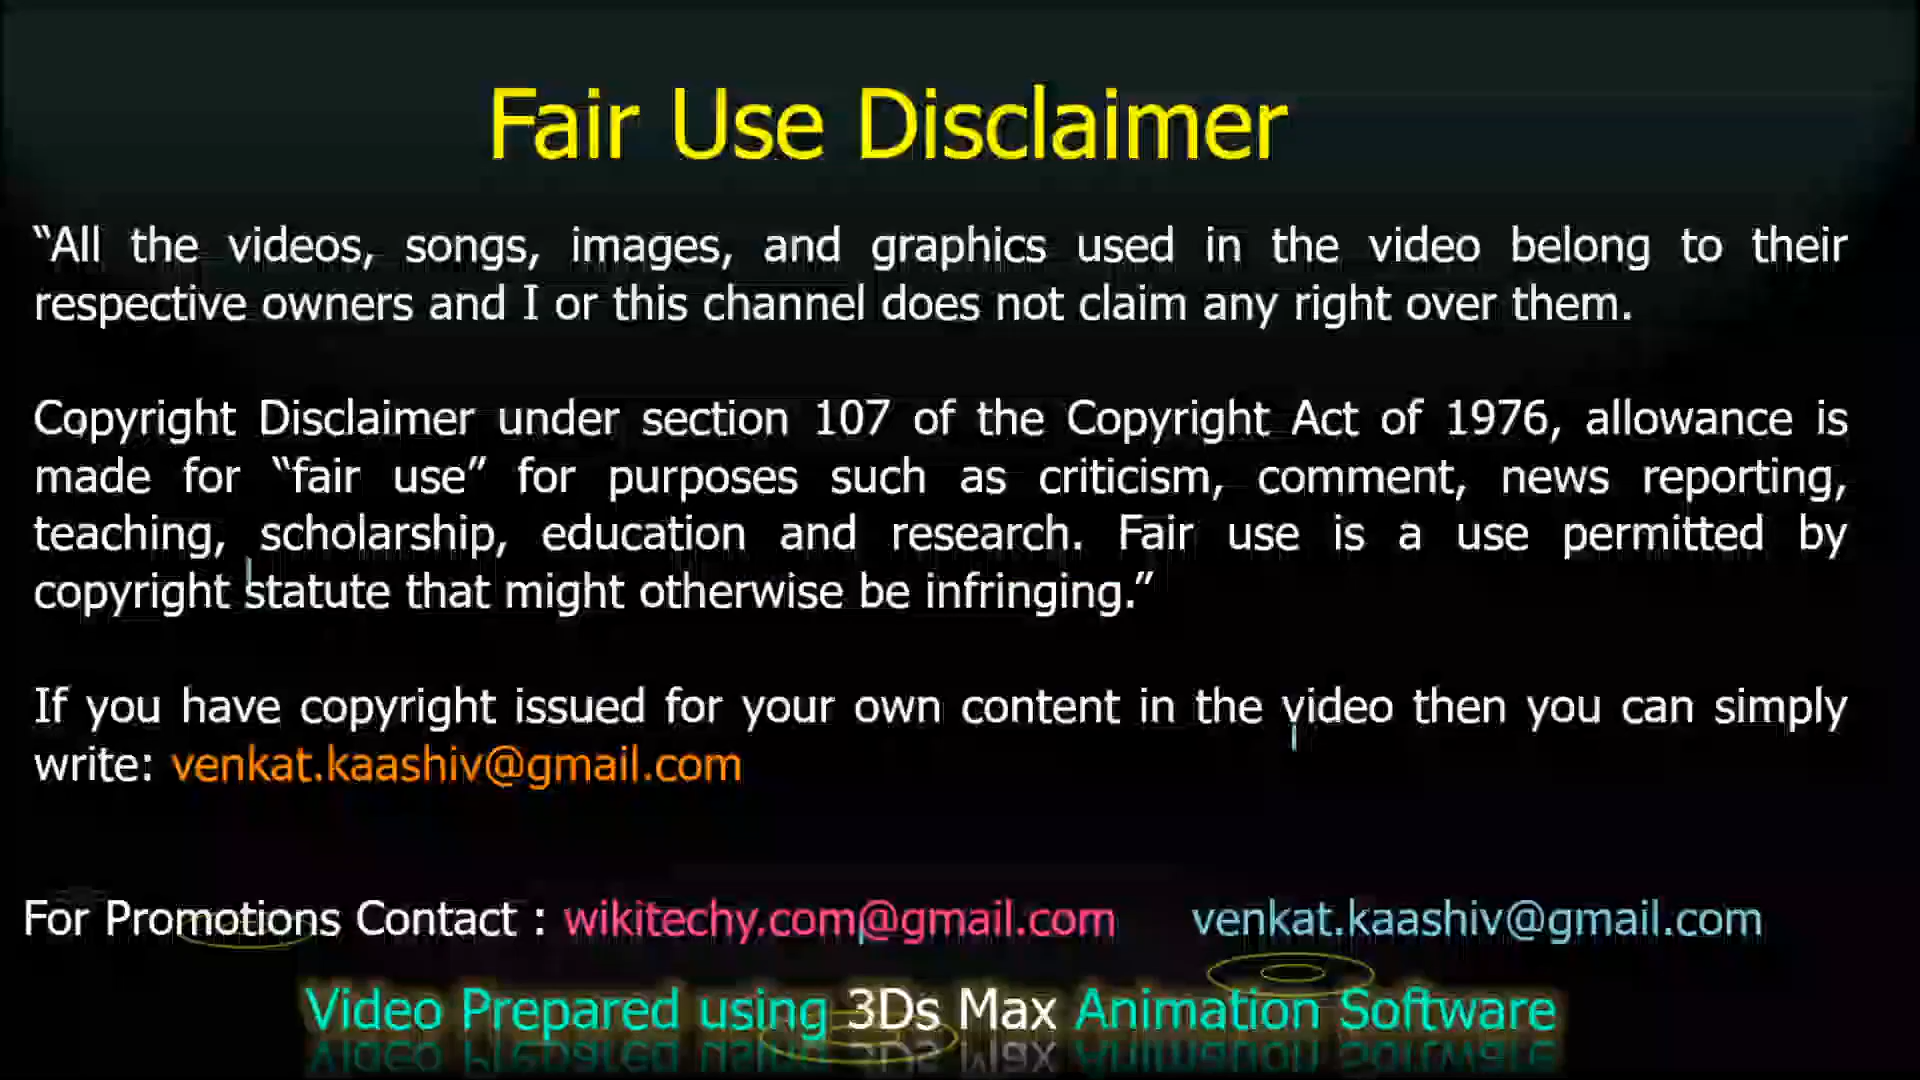 Fair Use Disclaimer
“All the videos, songs, images, and graphics used in the video belong to their
respective owners and I or this channel does not claim any right over them.
Copyright Disclaimer under section 107 of the Copyright Act of 1976, allowance is
made for “fair use” for purposes such as criticism, comment, news reporting,
teaching, scholarship, education and research. Fair use is a use permitted by
copyright statute that might otherwise be infringing.”
If you have copyright issued for your own content in the video then you can simply
write: venkat.kaashiv@gmail.com
For Promotions Contact : wikitechy.com@gmail.com venkat.kaashiv@gmail.com
Video Prepared using 3Ds Max Animation Software